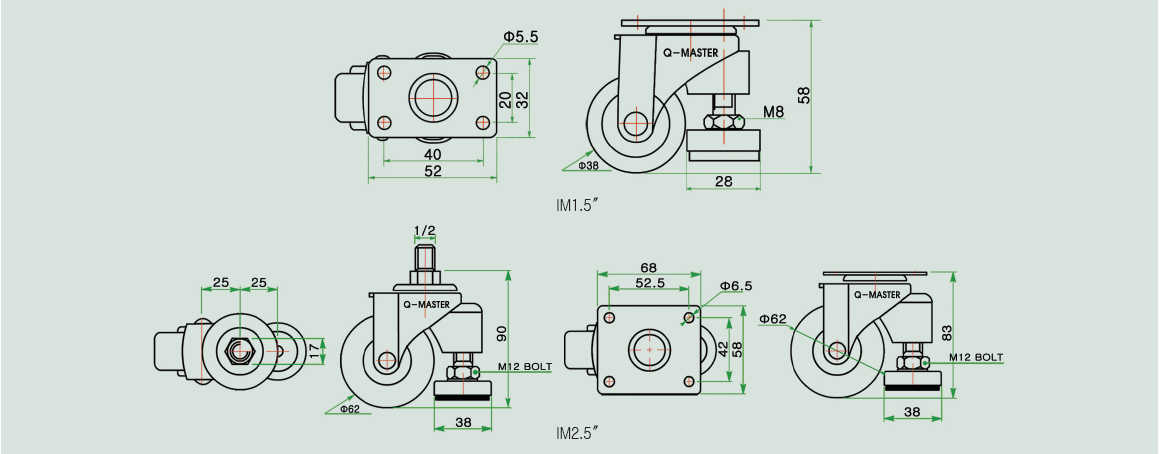 Φ5.5
20
32
40
52
Q-MASTER
58
M8
Φ38
28
IM1.5″
1/2
25
25
17
Q-MASTER
90
M12 BOLT
Φ62
38
68
52.5
Φ6.5
42
58
Φ62
Q-MASTER
83
M12 BOLT
38
IM2.5″